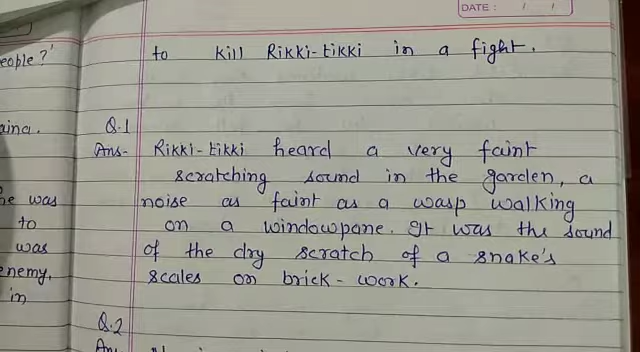 DATE: / /
eople?'
to kill Rikki-tikki in a fight.
aina.
Q.1
Ans- Rikki-tikki heard a very faint
scratching sound in the garden, a
he was
noise as faint as a wasp walking
to
on a windowpane. It was the sound
was
of the dry scratch of a snake's
enemy,
scales on brick-work.
in
Q.2